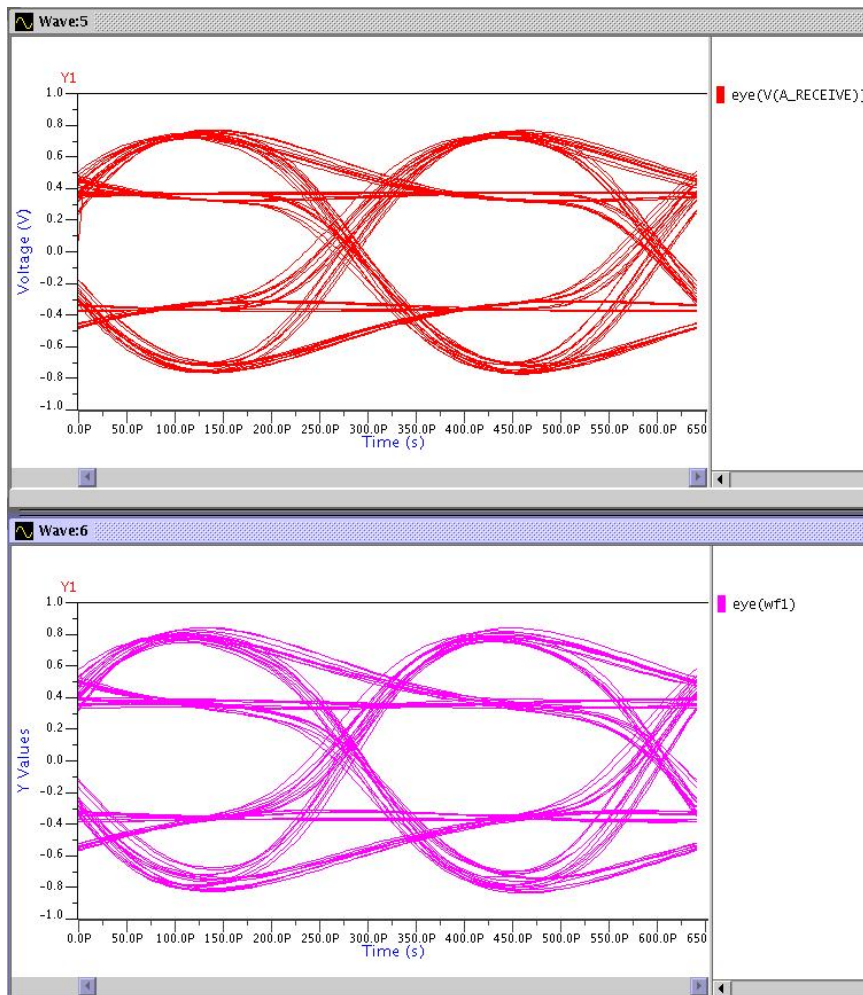 Wave:5
Y1
1.0
0.8
0.6
0.4
0.2
0.0
-0.2
-0.4
-0.6
-0.8
-1.0
Voltage (V)
0.0P 50.0P 100.0P 150.0P 200.0P 250.0P 300.0P 350.0P 400.0P 450.0P 500.0P 550.0P 600.0P 650
Time (s)
eye(V(A_RECEIVE))
Wave:6
Y1
1.0
0.8
0.6
0.4
0.2
0.0
-0.2
-0.4
-0.6
-0.8
-1.0
Y Values
0.0P 50.0P 100.0P 150.0P 200.0P 250.0P 300.0P 350.0P 400.0P 450.0P 500.0P 550.0P 600.0P 650
Time (s)
eye(wf1)